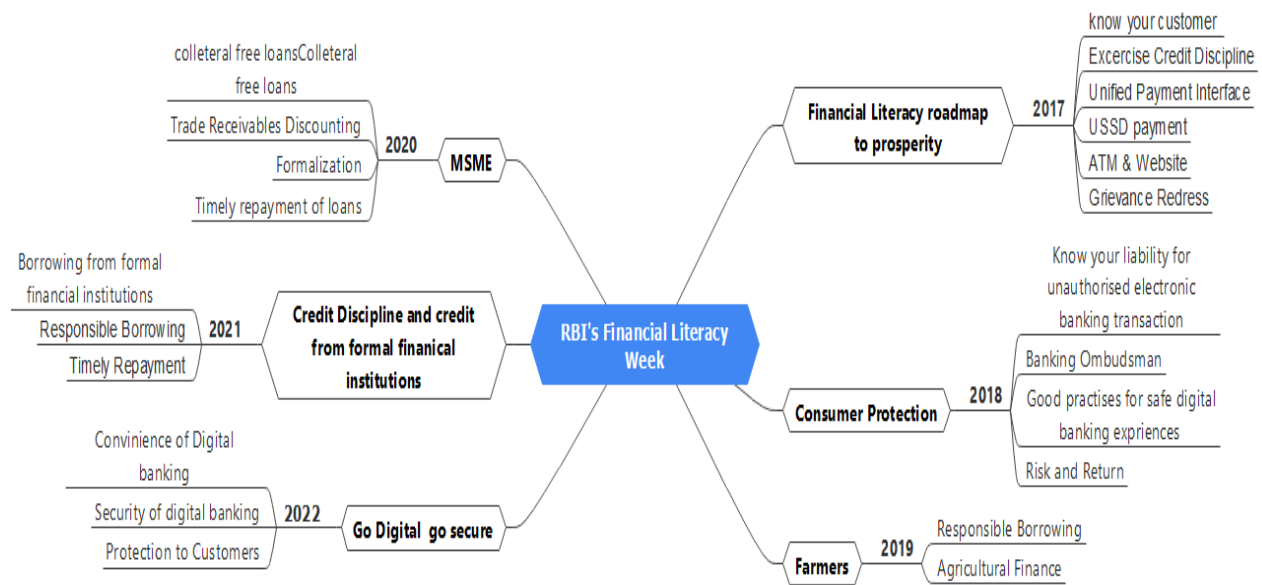 RBI's Financial Literacy
Week
Financial Literacy roadmap
to prosperity
2017
know your customer
Excercise Credit Discipline
Unified Payment Interface
USSD payment
ATM & Website
Grievance Redress
Consumer Protection
2018
Know your liability for
unauthorised electronic
banking transaction
Banking Ombudsman
Good practises for safe digital
banking expriences
Risk and Return
Farmers
2019
Responsible Borrowing
Agricultural Finance
MSME
2020
colleteral free loansColleteral
free loans
Trade Receivables Discounting
Formalization
Timely repayment of loans
Credit Discipline and credit
from formal finanical
institutions
2021
Borrowing from formal
financial institutions
Responsible Borrowing
Timely Repayment
Go Digital go secure
2022
Convinience of Digital
banking
Security of digital banking
Protection to Customers